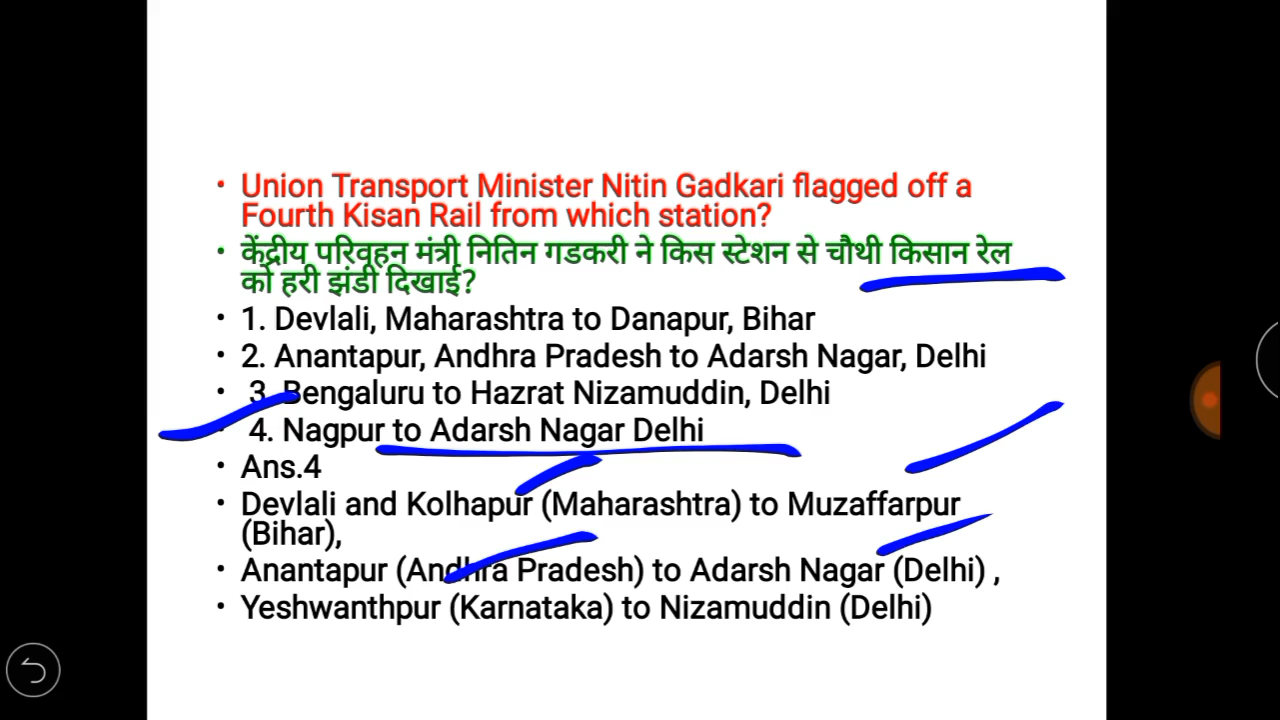 • Union Transport Minister Nitin Gadkari flagged off a
Fourth Kisan Rail from which station?
• केंद्रीय परिवहन मंत्री नितिन गडकरी ने किस स्टेशन से चौथी किसान रेल
को हरी झंडी दिखाई?
• 1. Devlali, Maharashtra to Danapur, Bihar
• 2. Anantapur, Andhra Pradesh to Adarsh Nagar, Delhi
• 3. Bengaluru to Hazrat Nizamuddin, Delhi
• 4. Nagpur to Adarsh Nagar Delhi
• Ans.4
• Devlali and Kolhapur (Maharashtra) to Muzaffarpur
(Bihar),
• Anantapur (Andhra Pradesh) to Adarsh Nagar (Delhi) ,
• Yeshwanthpur (Karnataka) to Nizamuddin (Delhi)